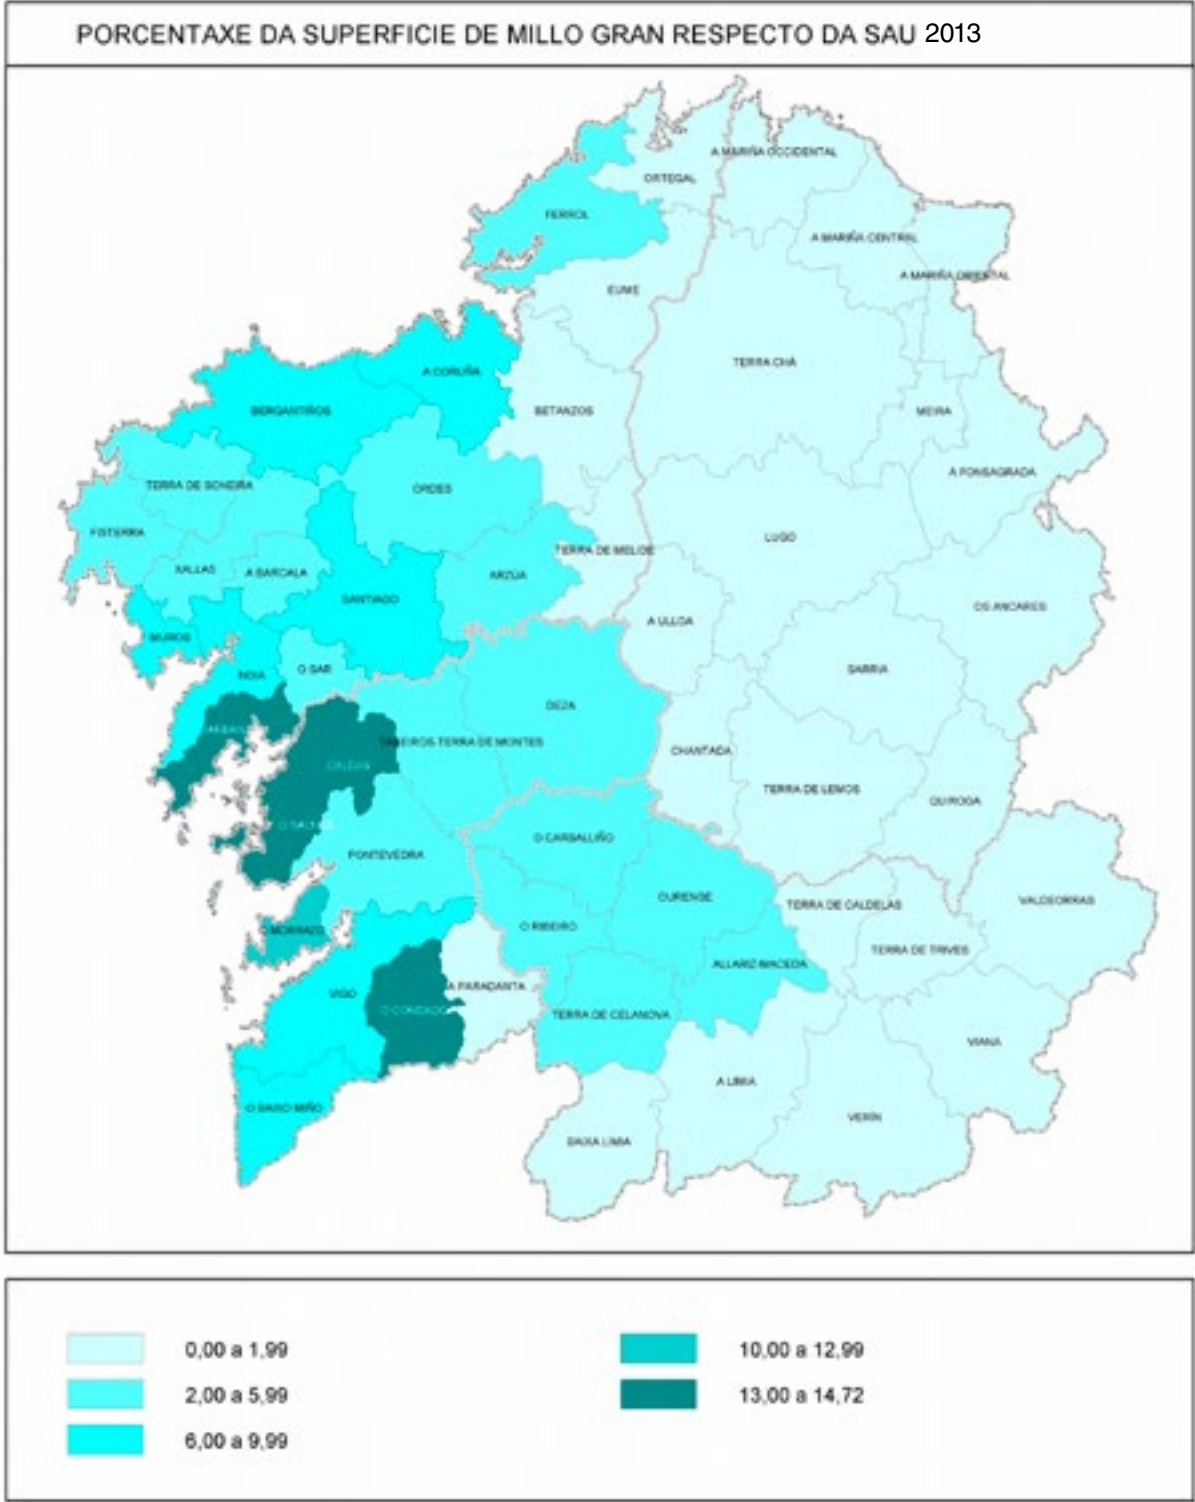 PORCENTAXE DA SUPERFICIE DE MILLO GRAN RESPECTO DA SAU 2013
A MARIÑA OCCIDENTAL
ORTEGAL
FERROL
A MARIÑA CENTRAL
A MARIÑA ORIENTAL
EUME
TERRA CHÁ
A CORUÑA
BERGANTIÑOS
BETANZOS
MEIRA
A FONSAGRADA
TERRA DE SONEIRA
ORDES
FISTERRA
LUGO
TERRA DE MELIDE
XALLAS
A BARCALA
ARZÚA
SANTIAGO
OS ANCARES
A ULLOA
MUROS
NOIA
O SAR
SARRIA
DEZA
TABEIROS-TERRA DE MONTES
CHANTADA
CALDAS
TERRA DE LEMOS
QUIROGA
O CARBALLIÑO
PONTEVEDRA
OURENSE
TERRA DE CALDELAS
VALDEORRAS
O MORRAZO
O RIBEIRO
TERRA DE TRIVES
ALLARIZ-MACEDA
A PARADANTA
VIGO
O CONDADO
TERRA DE CELANOVA
VIANA
A LIMIA
O BAIXO MIÑO
VERÍN
BAIXA LIMIA
0,00 a 1,99
2,00 a 5,99
6,00 a 9,99
10,00 a 12,99
13,00 a 14,72